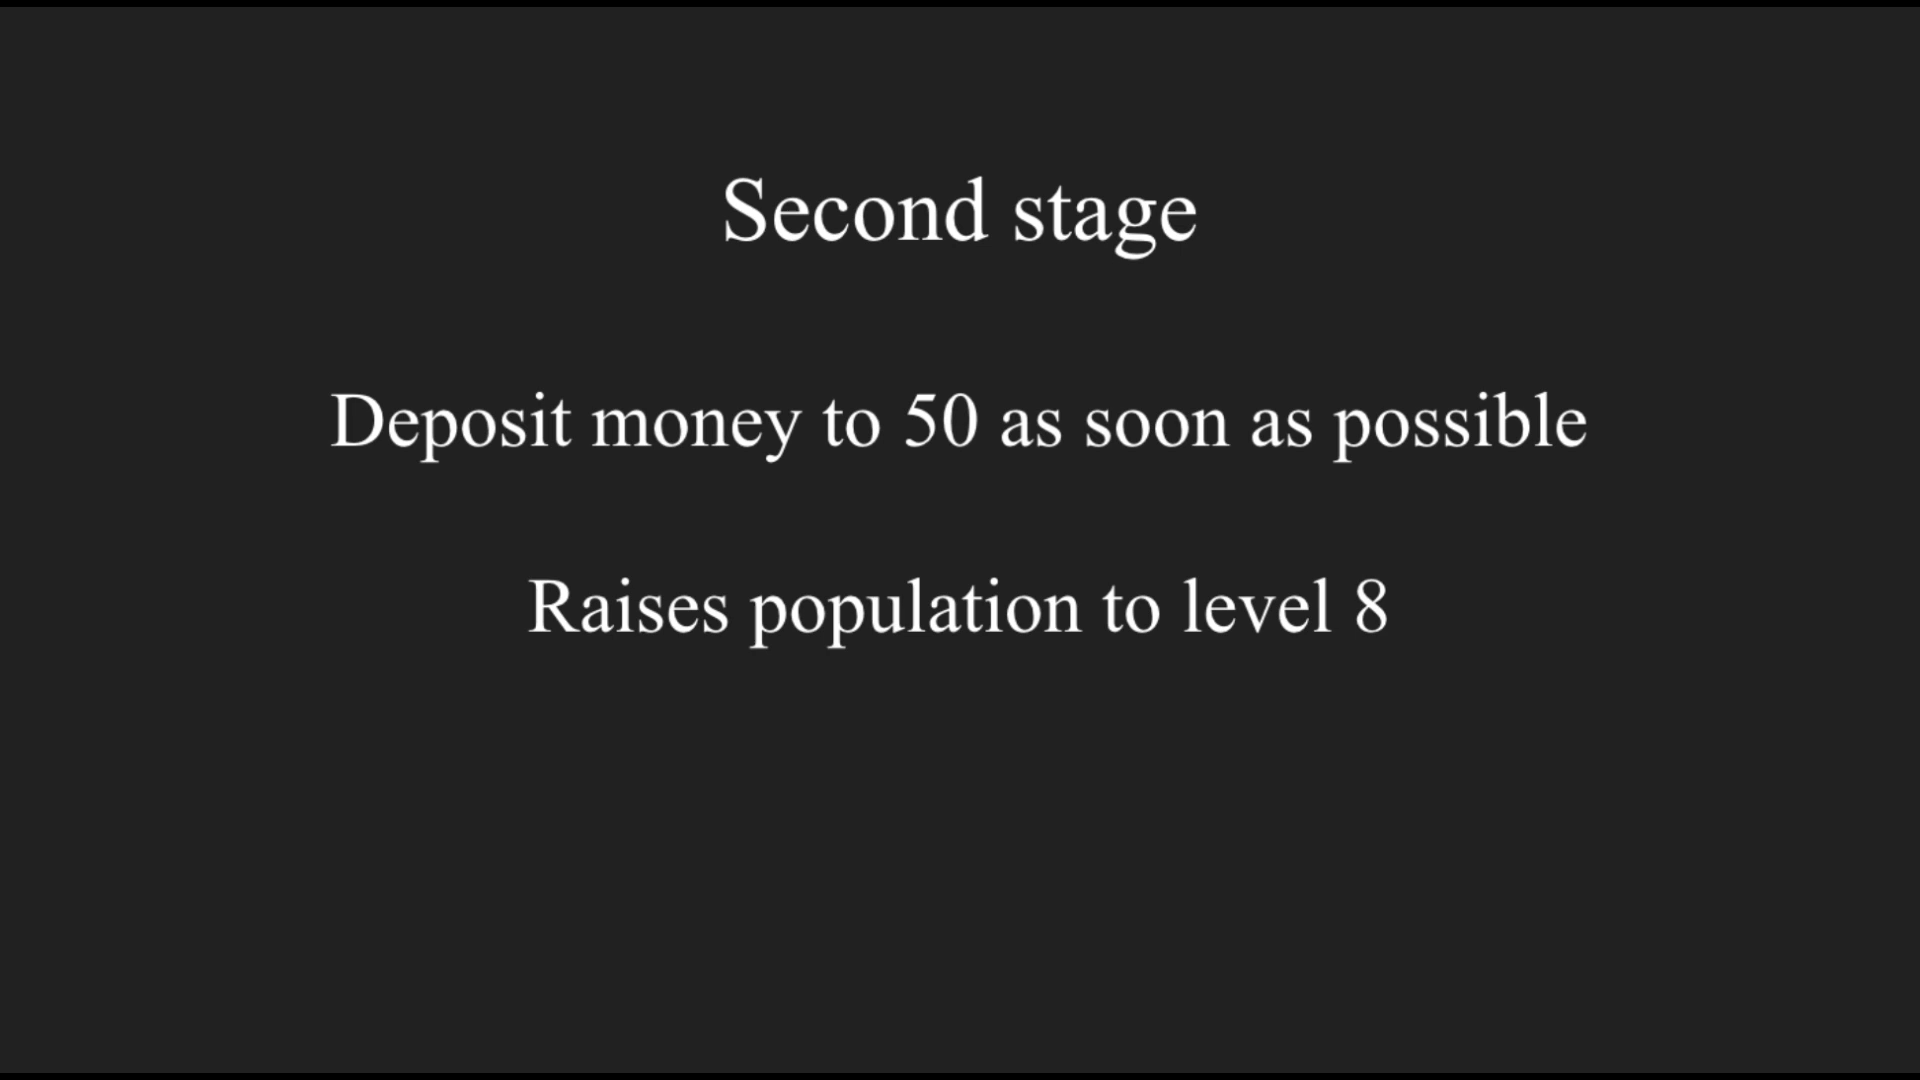 Second stage
Deposit money to 50 as soon as possible
Raises population to level 8